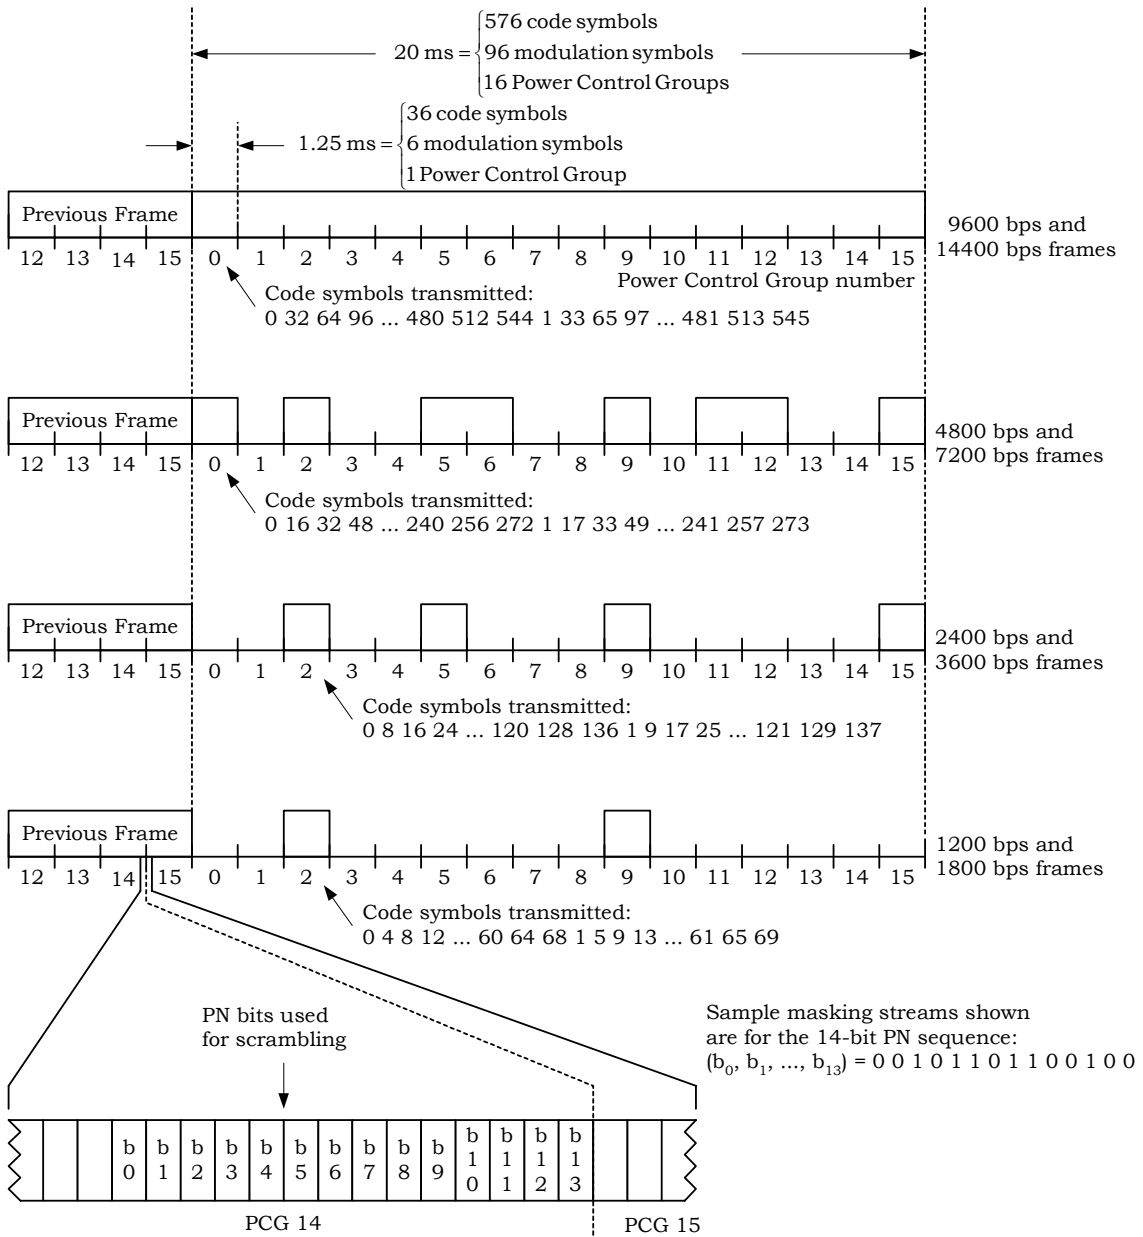 20 ms = 576 code symbols
96 modulation symbols
16 Power Control Groups
1.25 ms = 36 code symbols
6 modulation symbols
1 Power Control Group
Previous Frame
9600 bps and
14400 bps frames
12 13 14 15 0 1 2 3 4 5 6 7 8 9 10 11 12 13 14 15
Power Control Group number
Code symbols transmitted:
0 32 64 96 ... 480 512 544 1 33 65 97 ... 481 513 545
Previous Frame
4800 bps and
7200 bps frames
12 13 14 15 0 1 2 3 4 5 6 7 8 9 10 11 12 13 14 15
Code symbols transmitted:
0 16 32 48 ... 240 256 272 1 17 33 49 ... 241 257 273
Previous Frame
2400 bps and
3600 bps frames
12 13 14 15 0 1 2 3 4 5 6 7 8 9 10 11 12 13 14 15
Code symbols transmitted:
0 8 16 24 ... 120 128 136 1 9 17 25 ... 121 129 137
Previous Frame
1200 bps and
1800 bps frames
12 13 14 15 0 1 2 3 4 5 6 7 8 9 10 11 12 13 14 15
Code symbols transmitted:
0 4 8 12 ... 60 64 68 1 5 9 13 ... 61 65 69
PN bits used
for scrambling
Sample masking streams shown
are for the 14-bit PN sequence:
(b0, b1, ..., b13) = 0 0 1 0 1 1 0 1 1 0 0 1 0 0
b0 b1 b2 b3 b4 b5 b6 b7 b8 b9 b10 b11 b12 b13
PCG 14
PCG 15